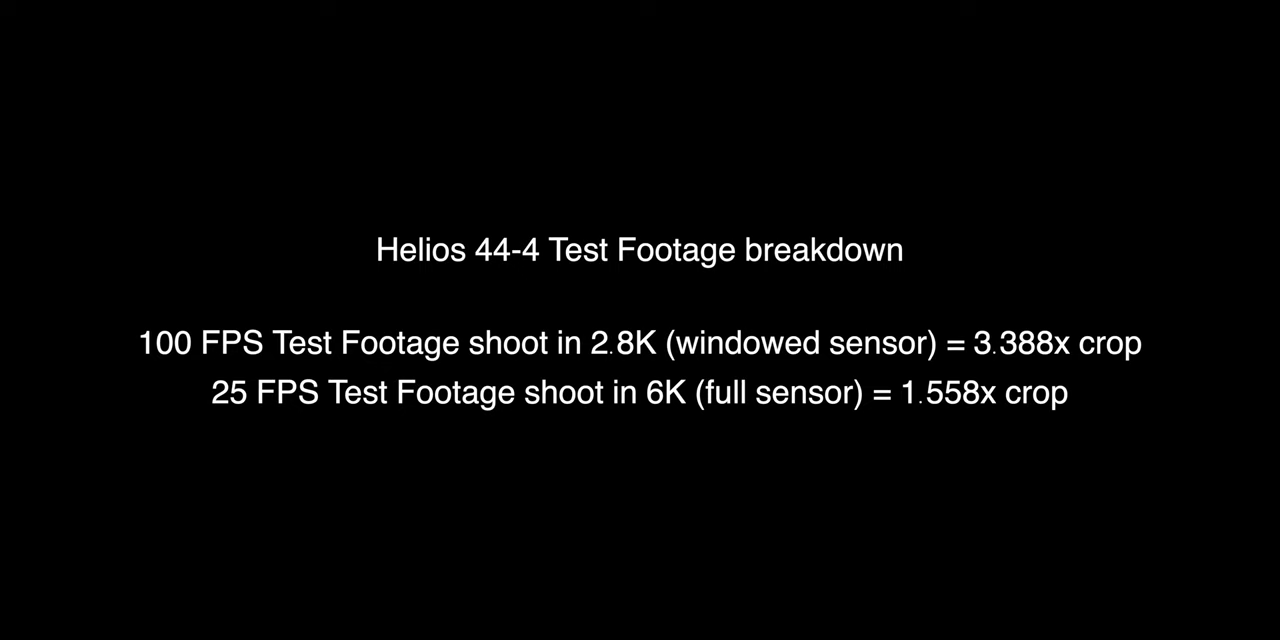 Helios 44-4 Test Footage breakdown
100 FPS Test Footage shoot in 2.8K (windowed sensor) = 3.388x crop
25 FPS Test Footage shoot in 6K (full sensor) = 1.558x crop